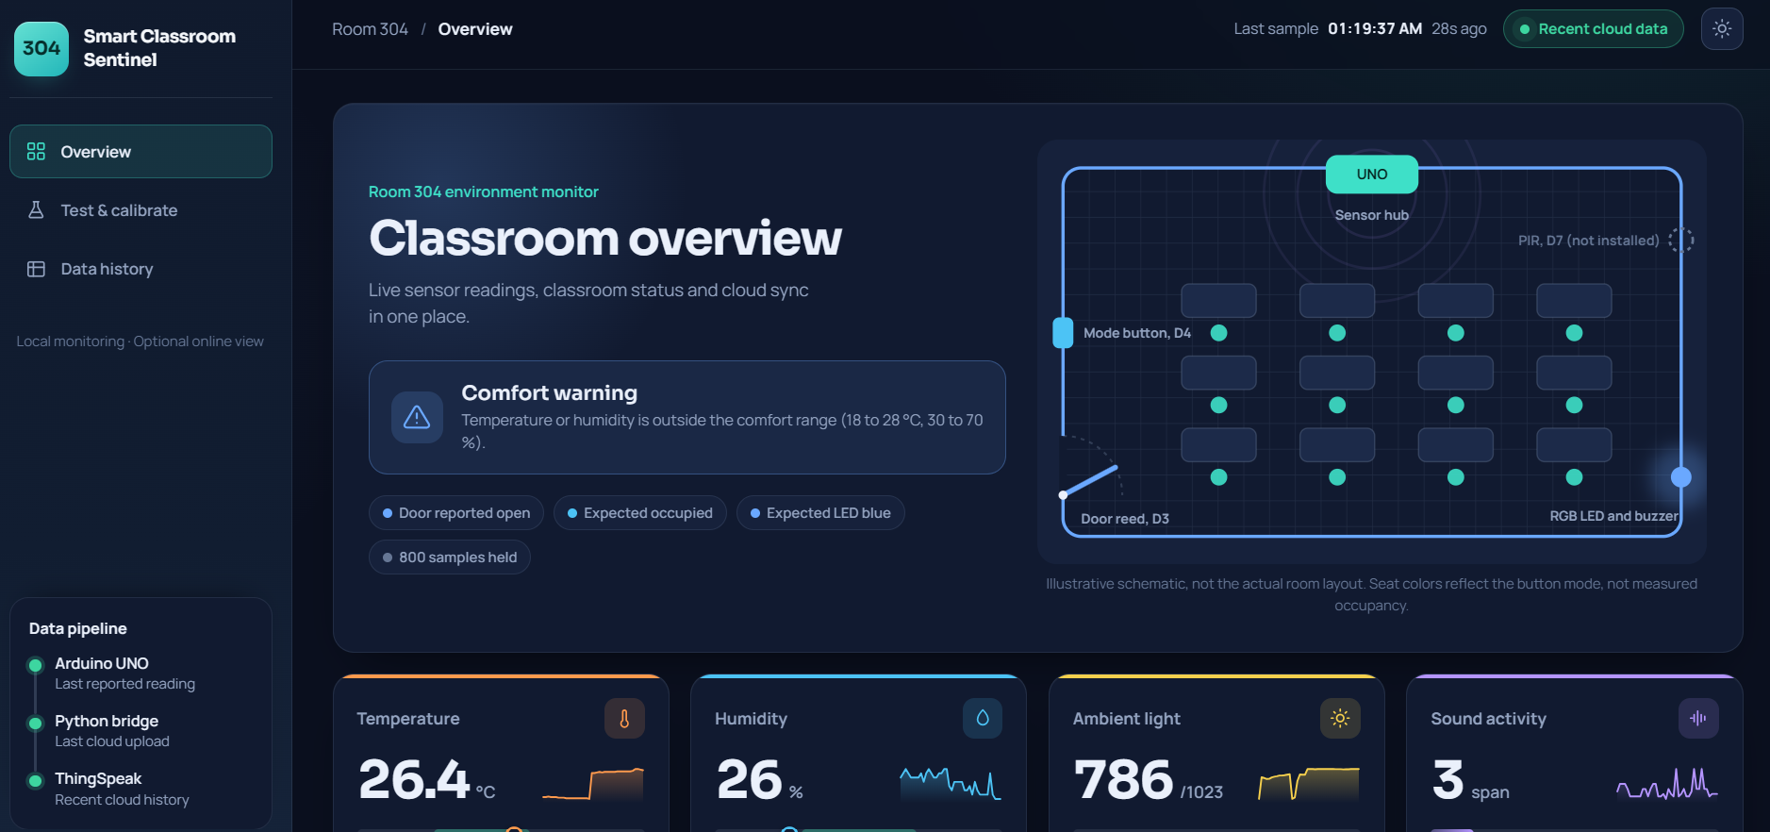 304
Smart Classroom
Sentinel
Overview
Test & calibrate
Data history
Local monitoring · Optional online view
Data pipeline
Arduino UNO
Last reported reading
Python bridge
Last cloud upload
ThingSpeak
Recent cloud history
Room 304 / Overview
Last sample 01:19:37 AM 28s ago
Recent cloud data
Room 304 environment monitor
Classroom overview
Live sensor readings, classroom status and cloud sync
in one place.
Comfort warning
Temperature or humidity is outside the comfort range (18 to 28 °C, 30 to 70
%).
Door reported open
Expected occupied
Expected LED blue
800 samples held
UNO
Sensor hub
PIR, D7 (not installed)
Mode button, D4
Door reed, D3
RGB LED and buzzer
Illustrative schematic, not the actual room layout. Seat colors reflect the button mode, not measured
occupancy.
Temperature
26.4 °C
Humidity
26 %
Ambient light
786 /1023
Sound activity
3 span